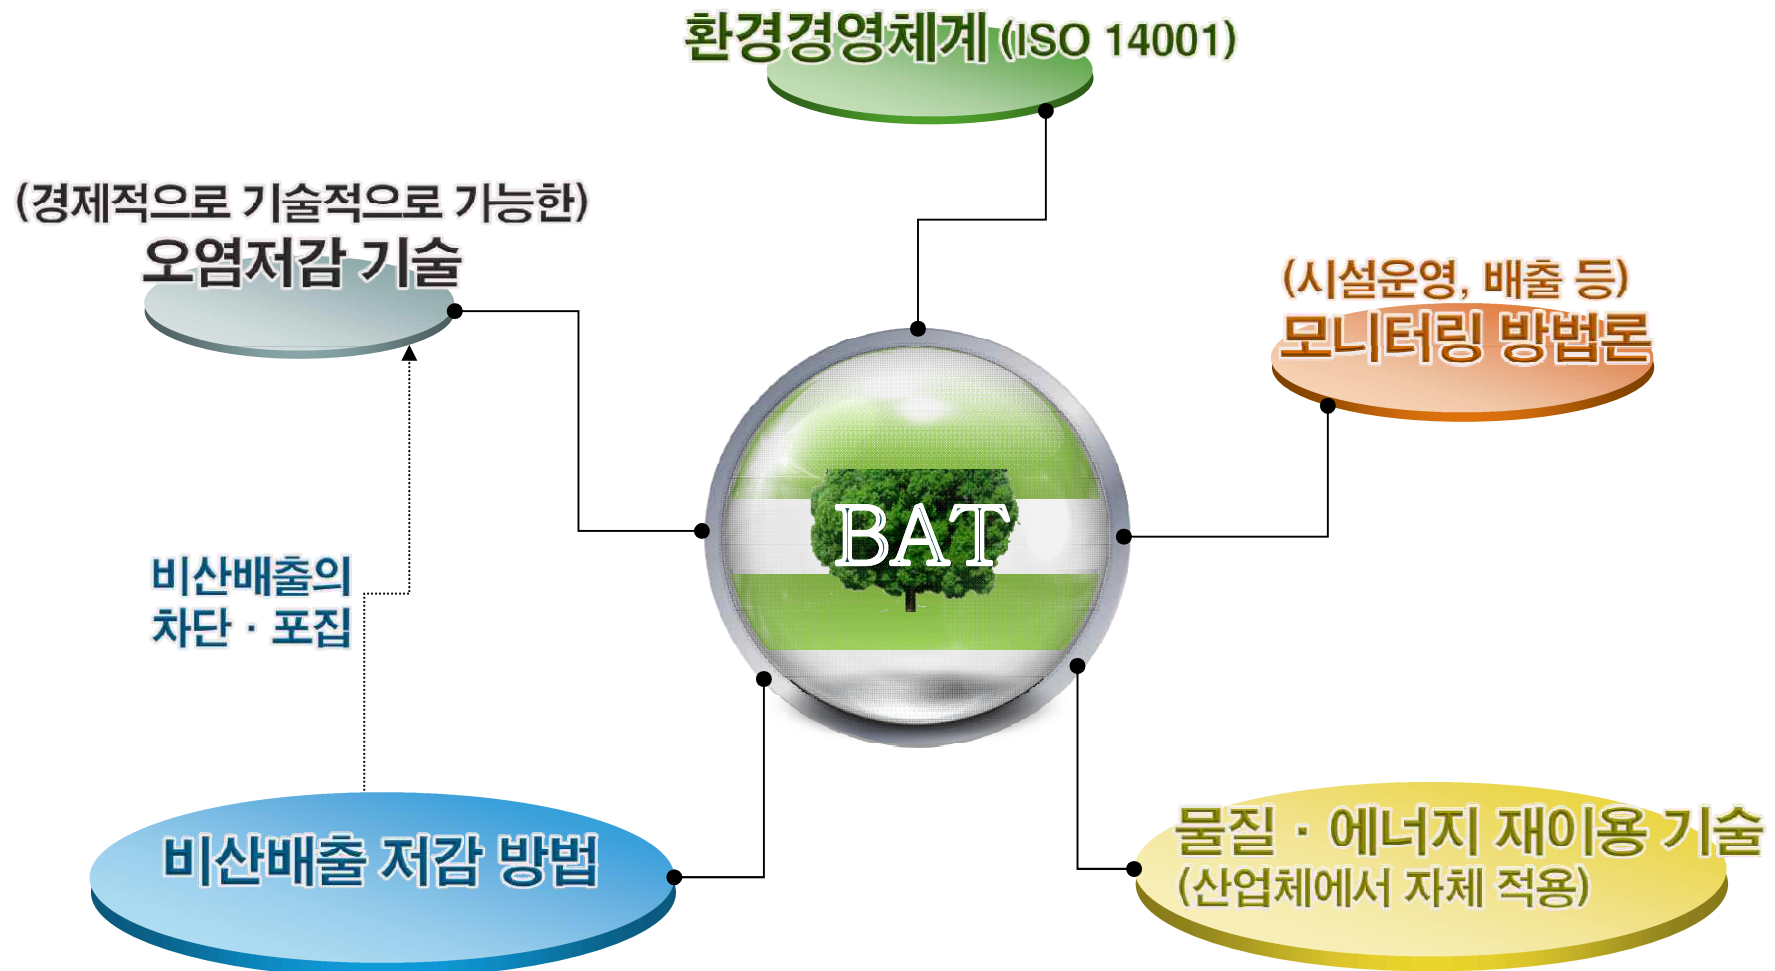 환경경영체계 (ISO 14001)
(경제적으로 기술적으로 가능한)
오염저감 기술
(시설운영, 배출 등)
모니터링 방법론
BAT
비산배출의
차단 · 포집
비산배출 저감 방법
물질 · 에너지 재이용 기술
(산업체에서 자체 적용)